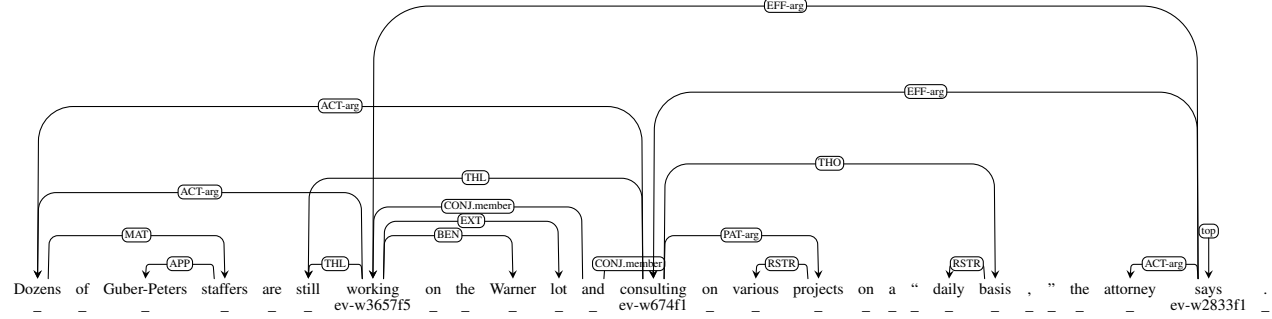 EFF-arg
EFF-arg
ACT-arg
THO
THL
ACT-arg
CONJ.member
EXT
top
MAT BEN PAT-arg
APP THL CONJ.member RSTR RSTR ACT-arg
Dozens of Guber-Peters staffers are still working on the Warner lot and consulting on various projects on a “ daily basis , ” the attorney says .
_ _ _ _ _ _ ev-w3657f5 _ _ _ _ _ ev-w674f1 _ _ _ _ _ _ _ _ _ _ _ _ ev-w2833f1 _